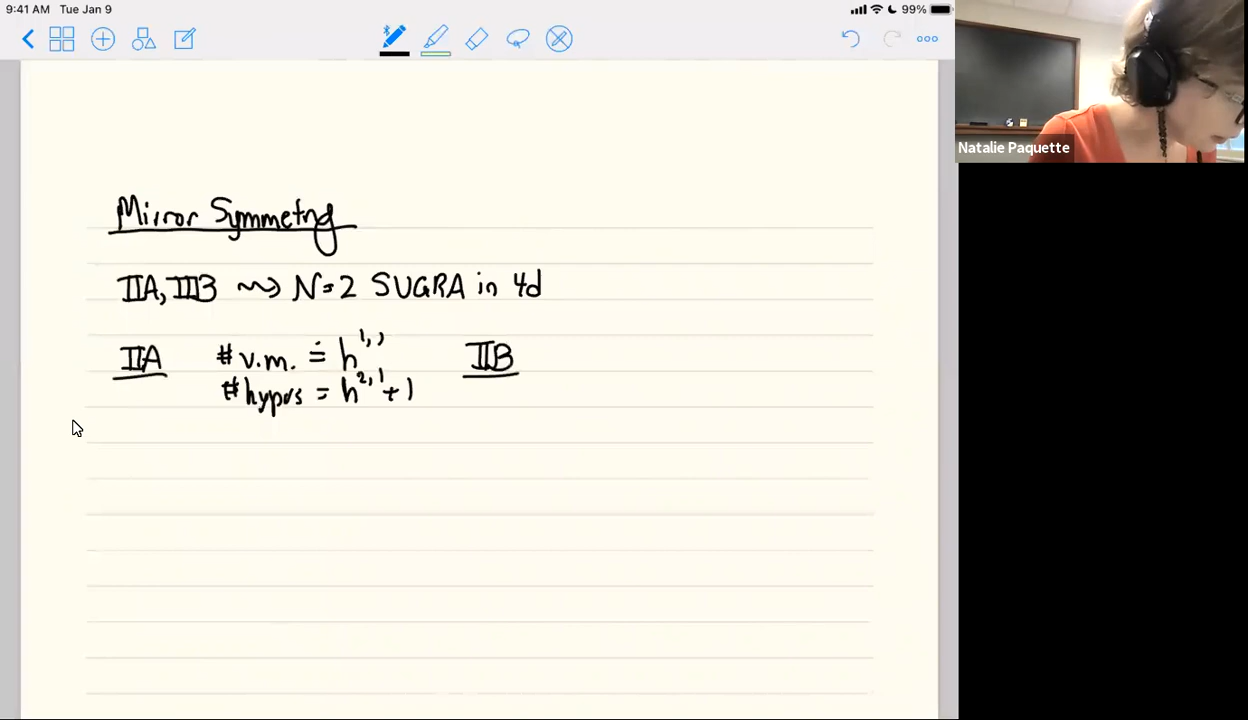 9:41 AM Tue Jan 9
99%
Natalie Paquette
Mirror Symmetry
IIA, IIB ⇝ N=2 SUGRA in 4d
IIA # v.m. = h^{1,1} IIB
# hypers = h^{2,1} + 1